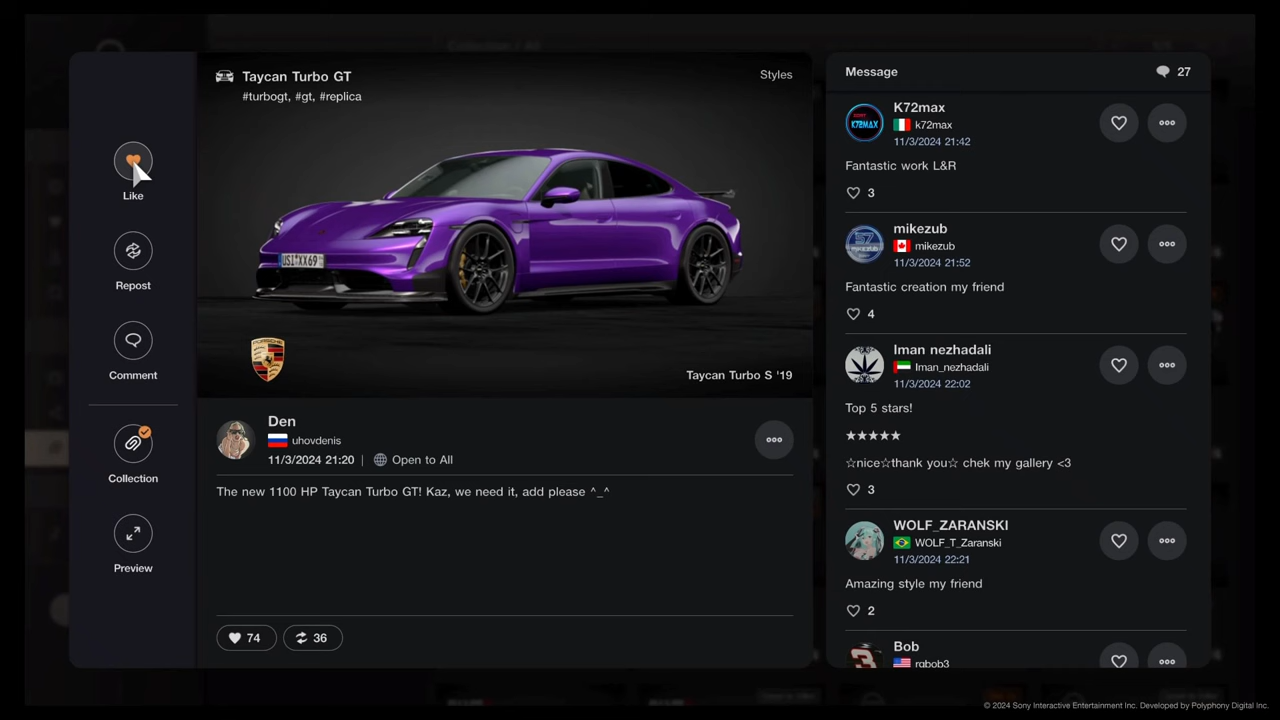 Like
Repost
Comment
Collection
Preview
Taycan Turbo GT
#turbogt, #gt, #replica
Styles
Taycan Turbo S '19
Den
uhovdenis
11/3/2024 21:20 | Open to All
The new 1100 HP Taycan Turbo GT! Kaz, we need it, add please ^_^
74
36
Message
27
K72max
k72max
11/3/2024 21:42
Fantastic work L&R
3
mikezub
mikezub
11/3/2024 21:52
Fantastic creation my friend
4
Iman nezhadali
Iman_nezhadali
11/3/2024 22:02
Top 5 stars!
★★★★★
☆nice☆thank you☆ chek my gallery <3
3
WOLF_ZARANSKI
WOLF_T_Zaranski
11/3/2024 22:21
Amazing style my friend
2
Bob
rgbob3
© 2024 Sony Interactive Entertainment Inc. Developed by Polyphony Digital Inc.